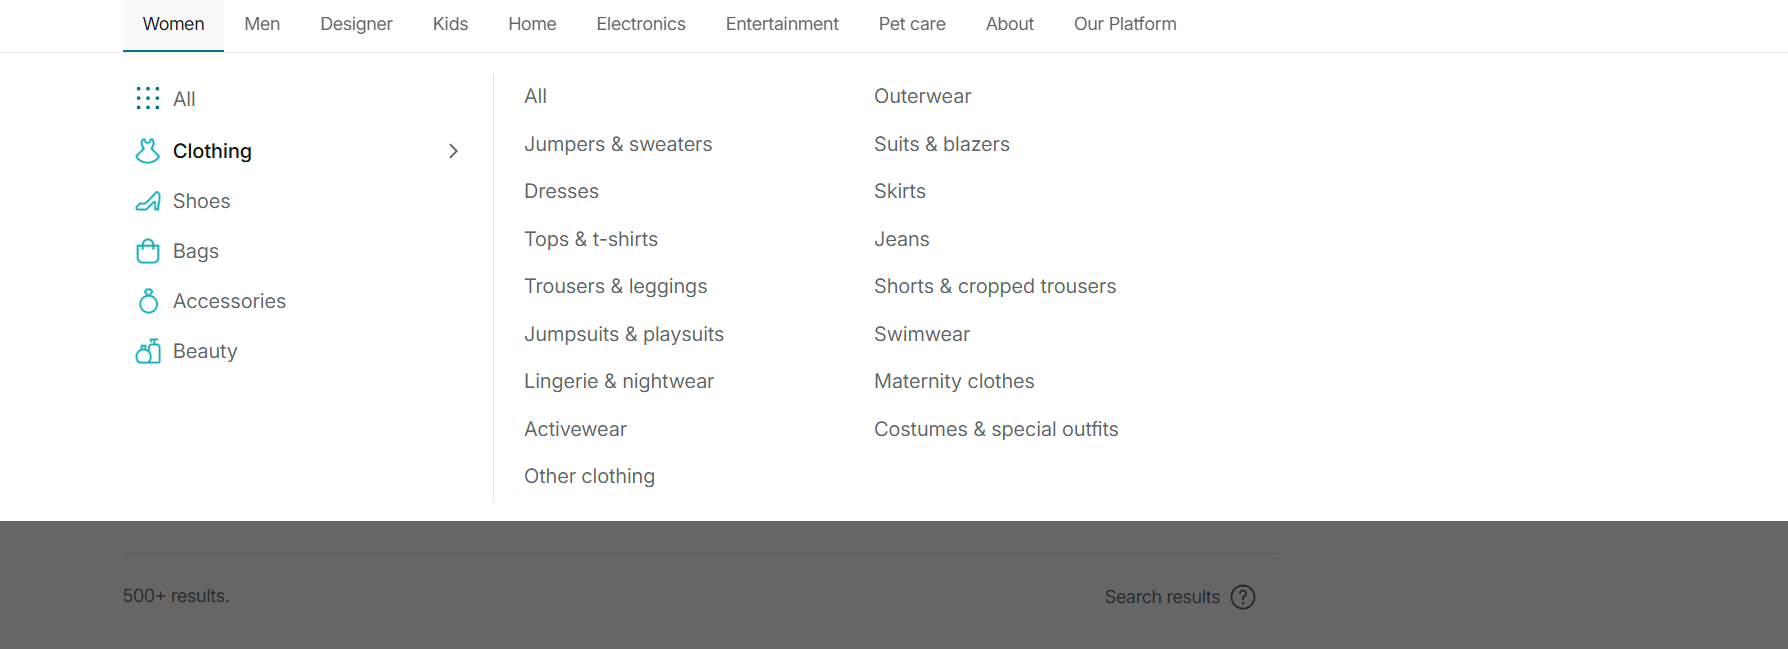 Women Men Designer Kids Home Electronics Entertainment Pet care About Our Platform
All
Clothing
Shoes
Bags
Accessories
Beauty
All
Jumpers & sweaters
Dresses
Tops & t-shirts
Trousers & leggings
Jumpsuits & playsuits
Lingerie & nightwear
Activewear
Other clothing
Outerwear
Suits & blazers
Skirts
Jeans
Shorts & cropped trousers
Swimwear
Maternity clothes
Costumes & special outfits
500+ results.
Search results ?